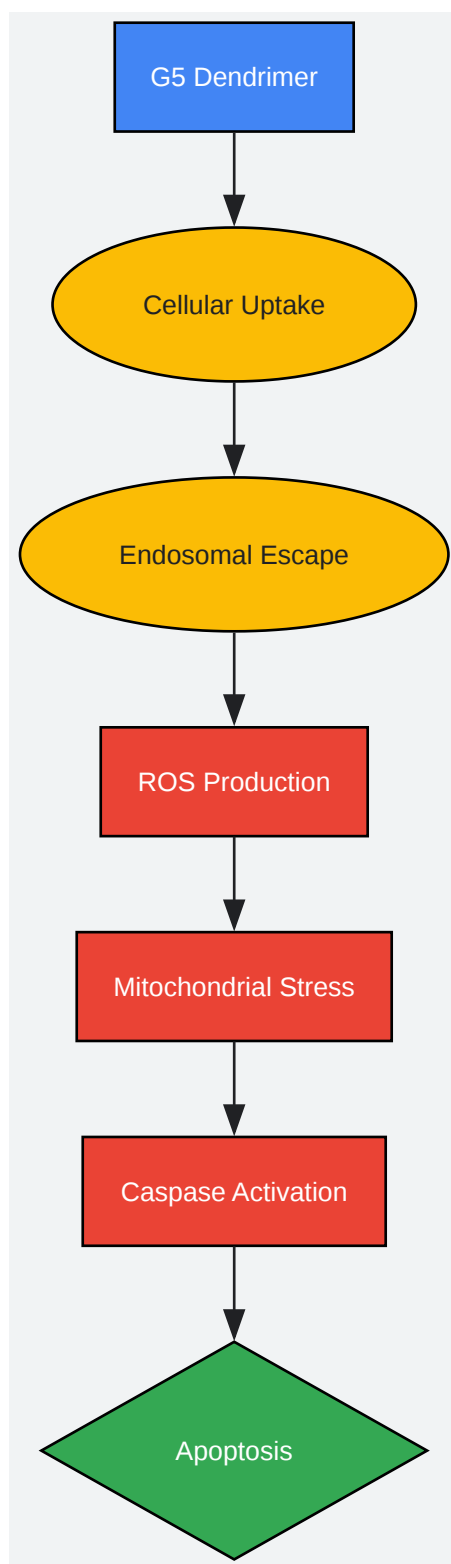 G5 Dendrimer
Cellular Uptake
Endosomal Escape
ROS Production
Mitochondrial Stress
Caspase Activation
Apoptosis